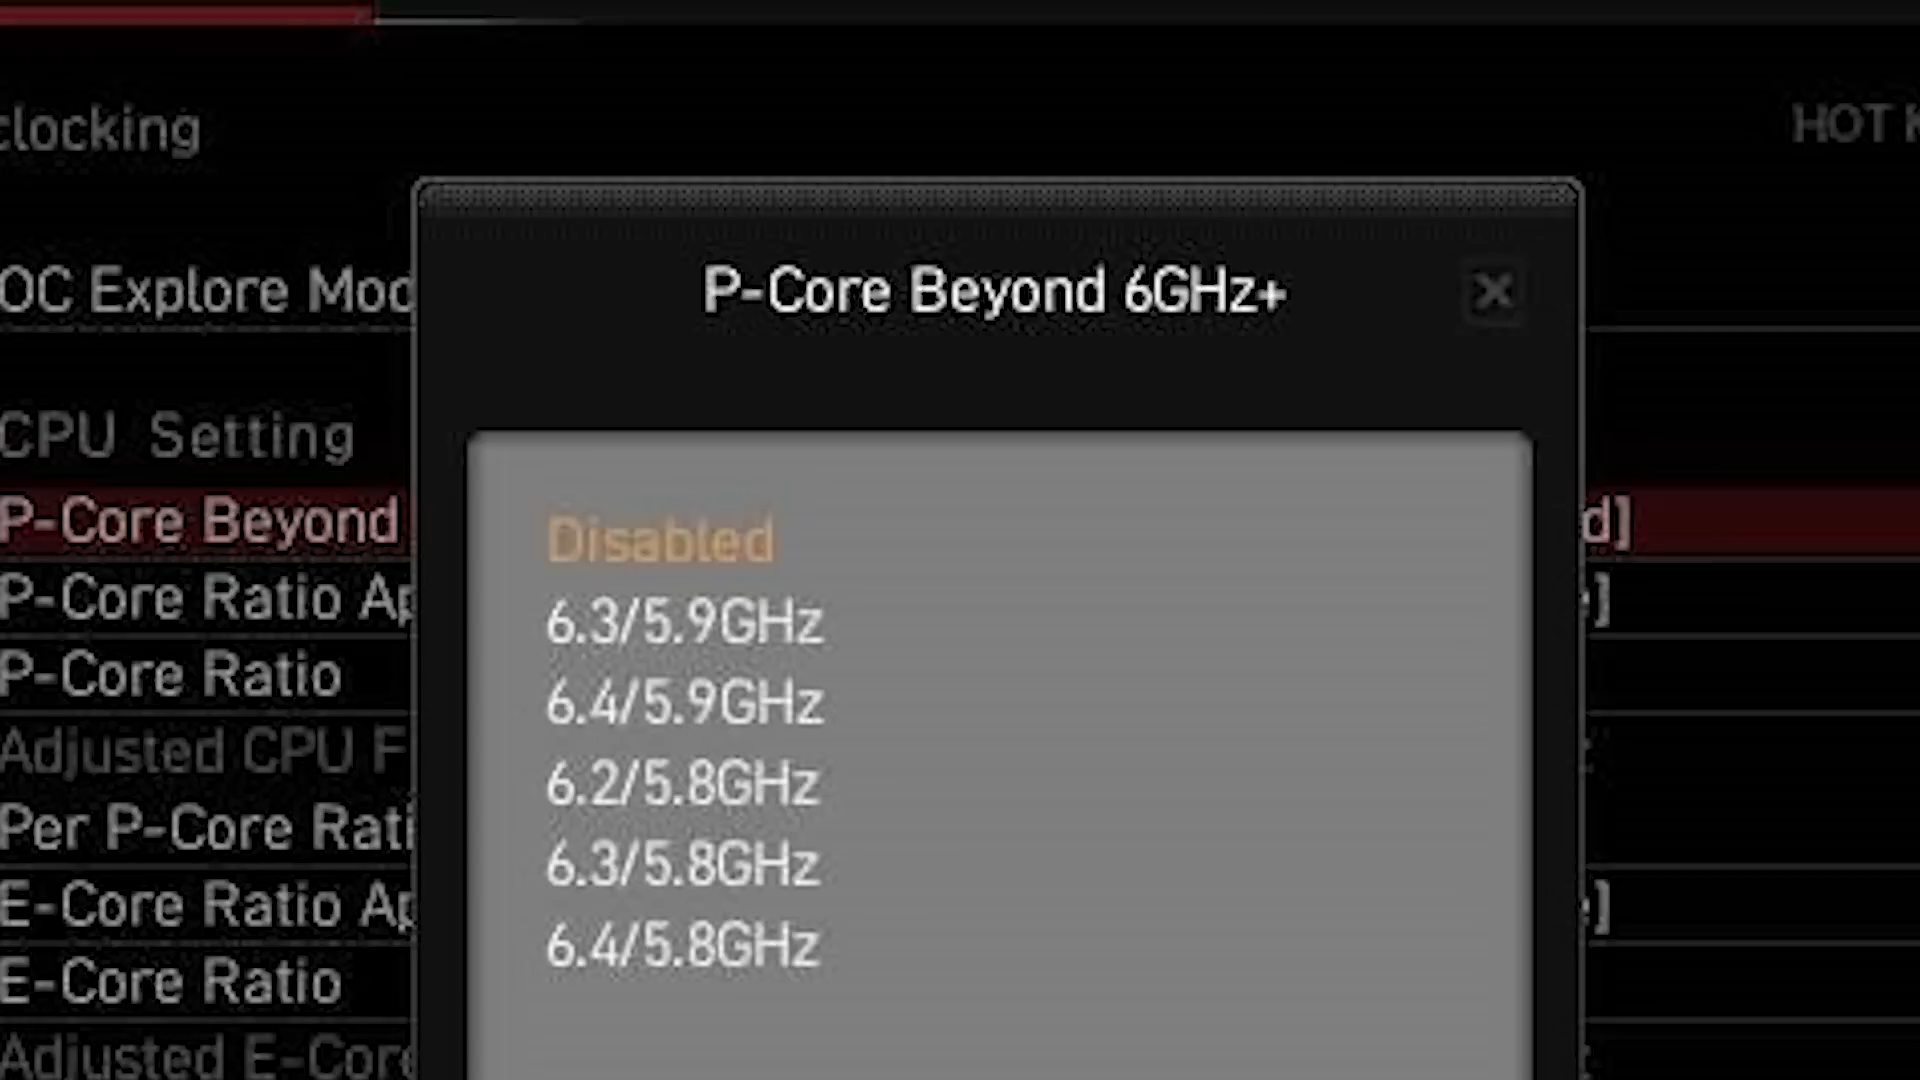 clocking
HOT K
OC Explore Mod
P-Core Beyond 6GHz+
CPU Setting
P-Core Beyond
d]
P-Core Ratio Ap
]
P-Core Ratio
Adjusted CPU F
Per P-Core Rati
E-Core Ratio Ap
]
E-Core Ratio
Adjusted E-Core
Disabled
6.3/5.9GHz
6.4/5.9GHz
6.2/5.8GHz
6.3/5.8GHz
6.4/5.8GHz